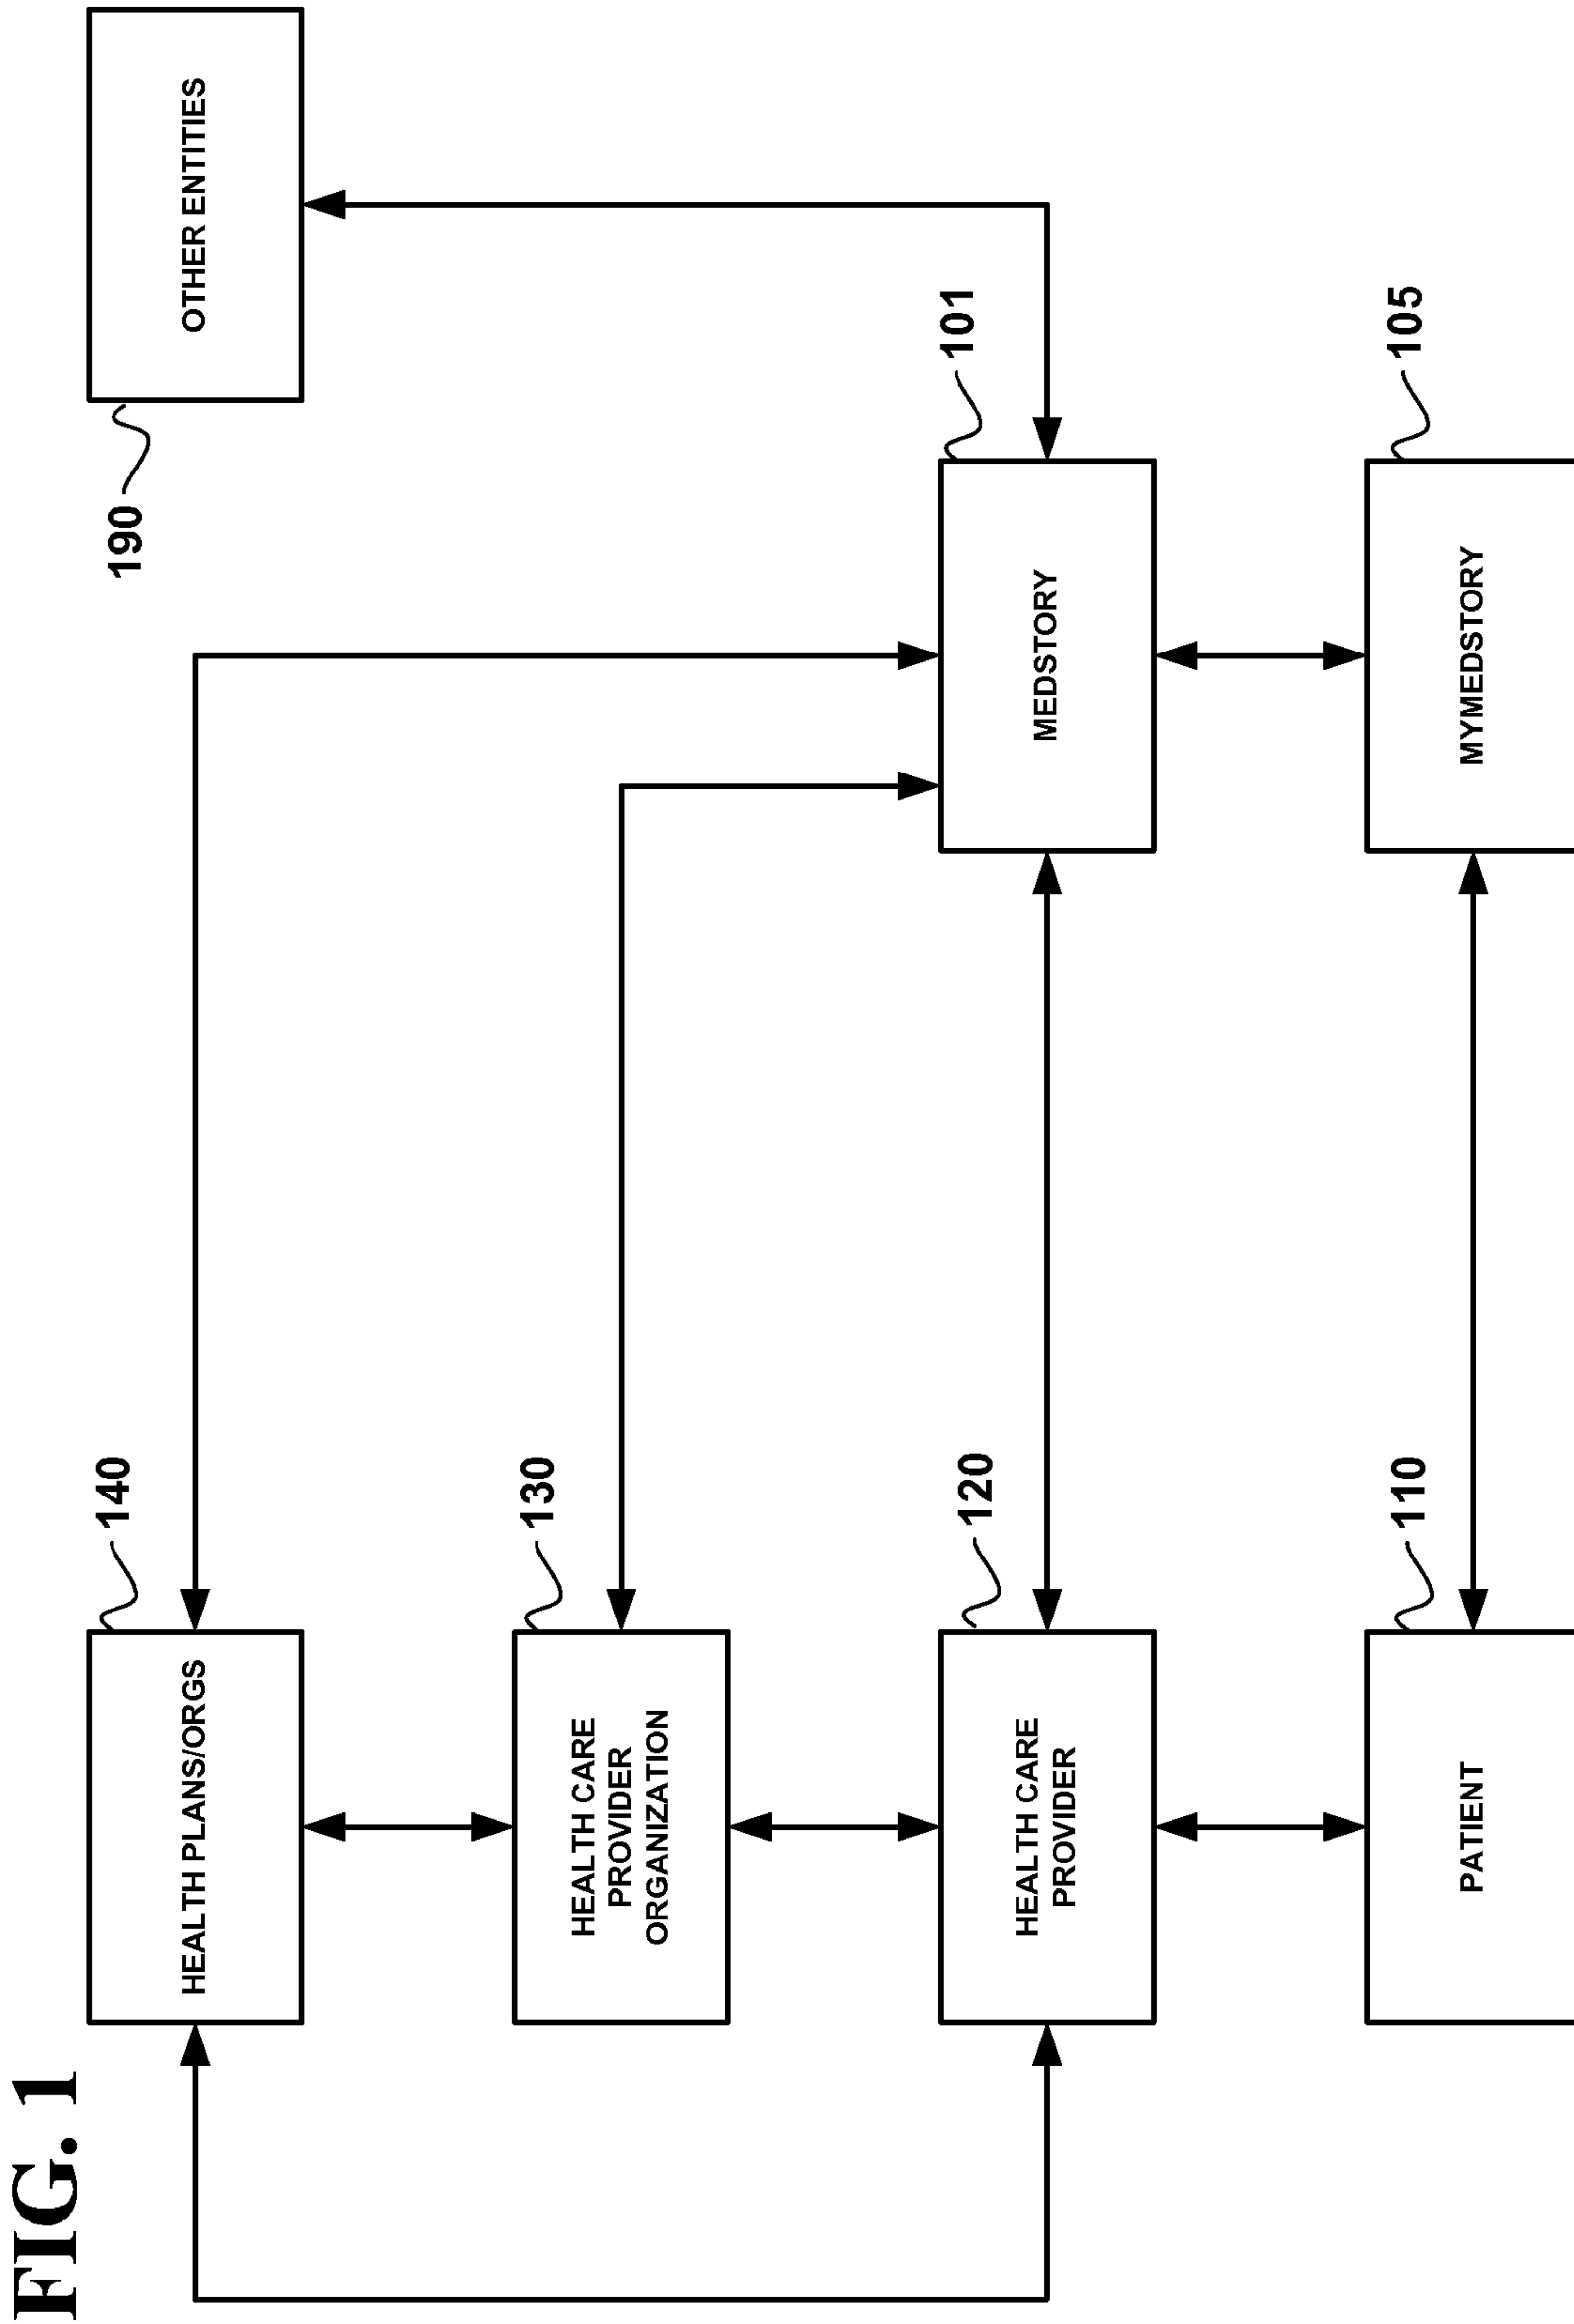 FIG. 1
140
HEALTH PLANS/ORGS
190
OTHER ENTITIES
130
HEALTH CARE
PROVIDER
ORGANIZATION
120
HEALTH CARE
PROVIDER
101
MEDSTORY
110
PATIENT
105
MYMEDSTORY